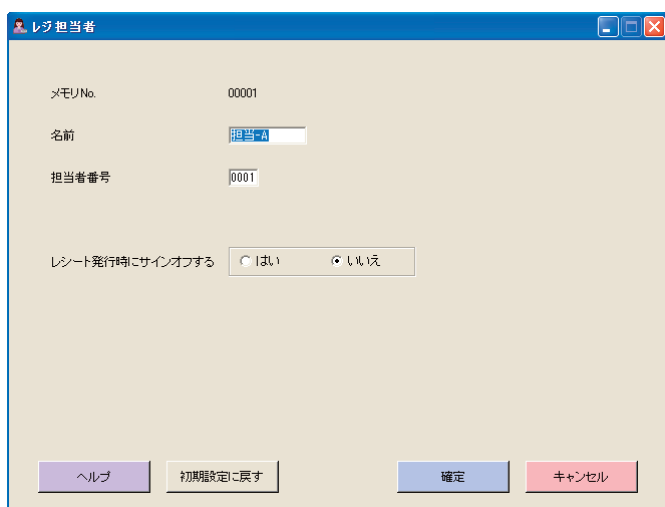 レジ担当者
メモリNo. 00001
名前 担当-A
担当者番号 0001
レシート発行時にサインオフする はい いいえ
ヘルプ 初期設定に戻す 確定 キャンセル